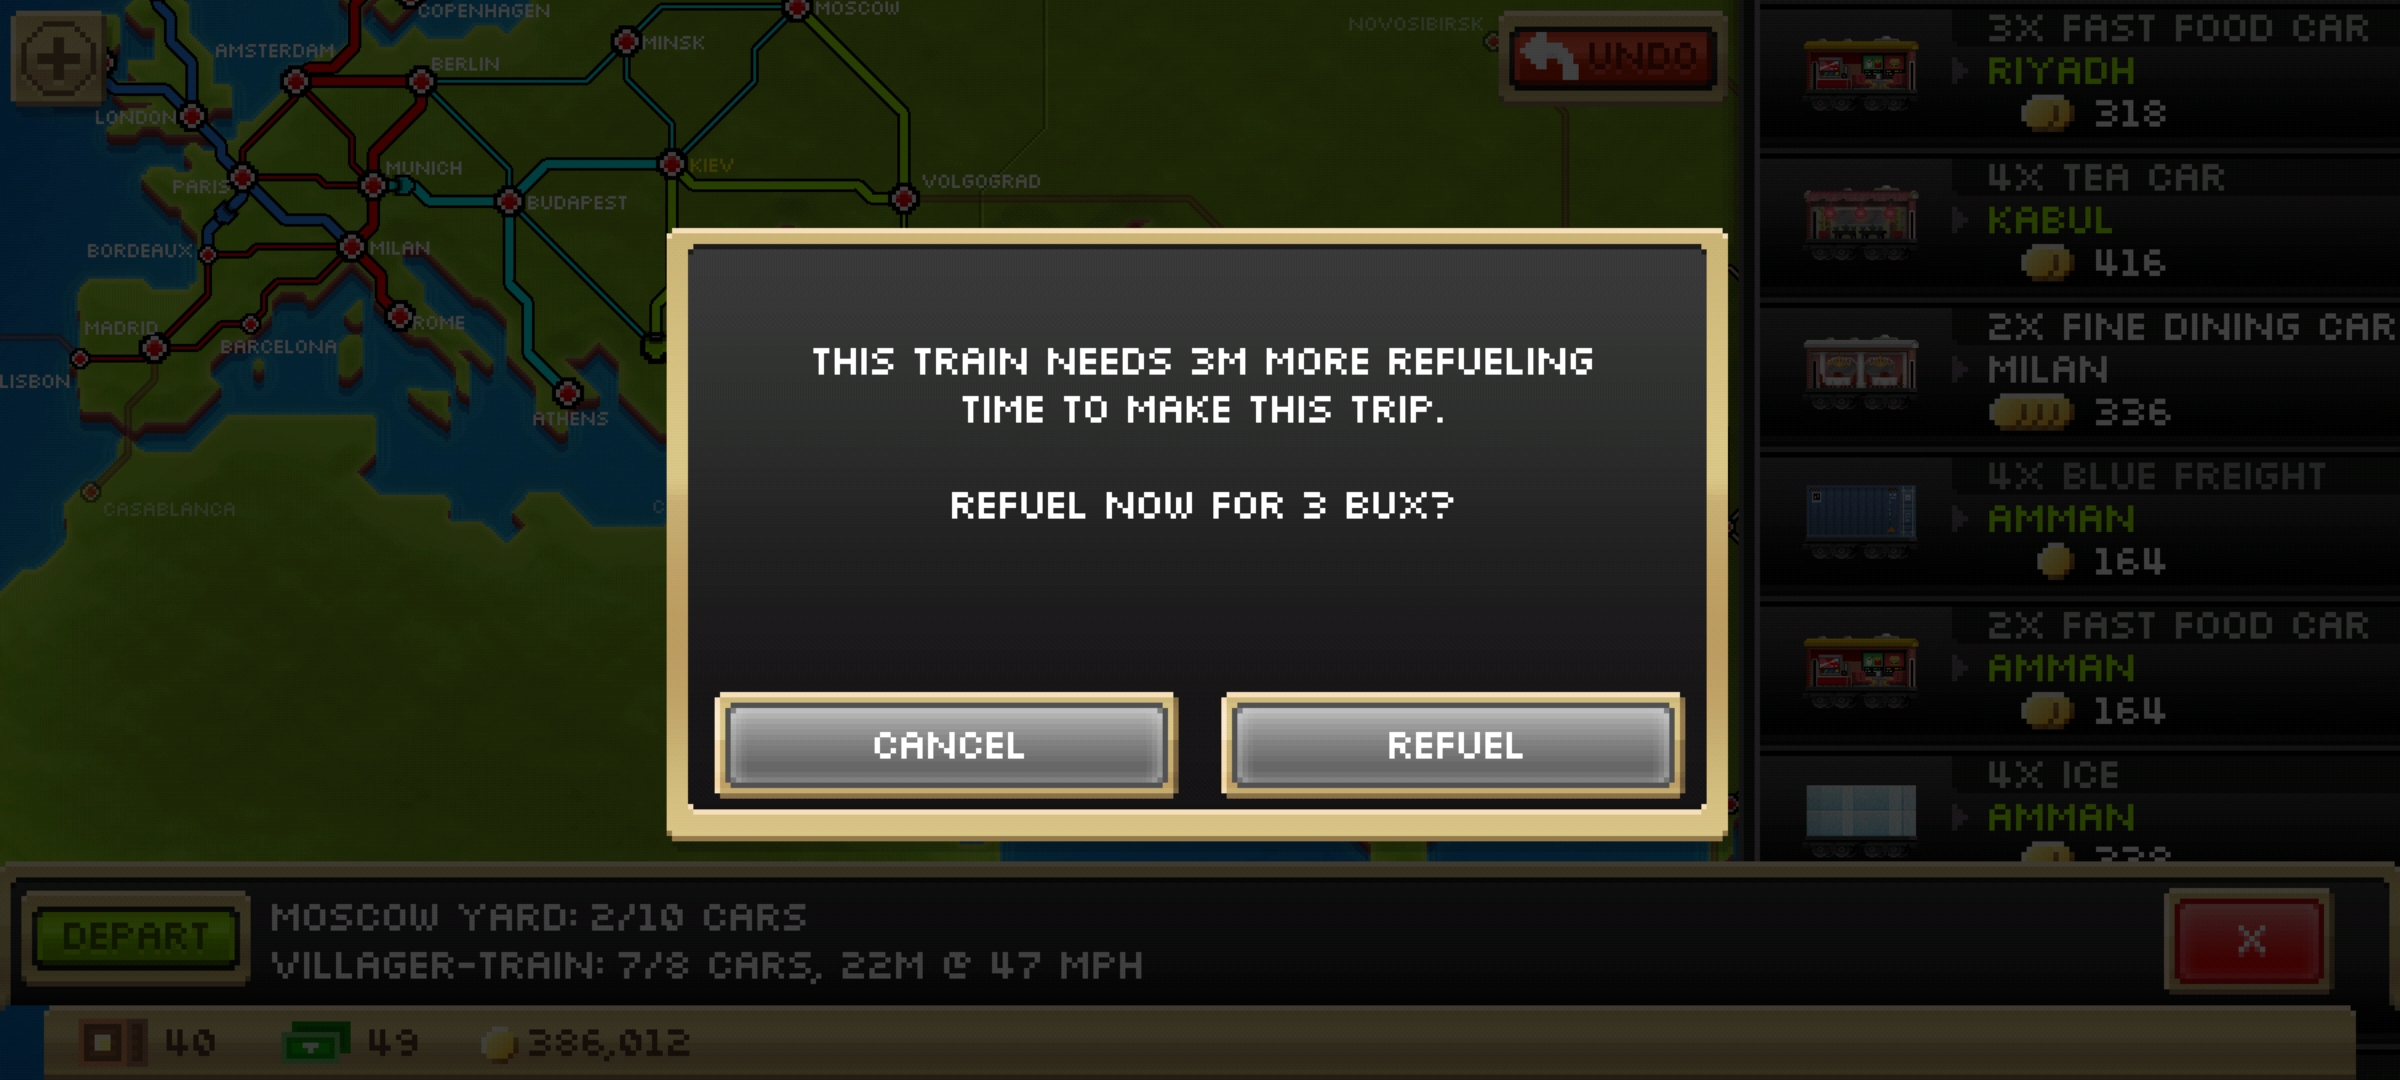 COPENHAGEN
MOSCOW
NOVOSIBIRSK
AMSTERDAM
MINSK
BERLIN
UNDO
LONDON
MUNICH
KIEV
PARIS
VOLGOGRAD
BUDAPEST
BORDEAUX
MILAN
MADRID
ROME
BARCELONA
LISBON
ATHENS
CASABLANCA
C
3X FAST FOOD CAR
RIYADH
318
4X TEA CAR
KABUL
416
2X FINE DINING CAR
MILAN
336
4X BLUE FREIGHT
AMMAN
164
2X FAST FOOD CAR
AMMAN
164
4X ICE
AMMAN
THIS TRAIN NEEDS 3M MORE REFUELING
TIME TO MAKE THIS TRIP.
REFUEL NOW FOR 3 BUX?
CANCEL
REFUEL
DEPART
MOSCOW YARD: 2/10 CARS
VILLAGER-TRAIN: 7/8 CARS, 22M @ 47 MPH
X
40
49
386,012